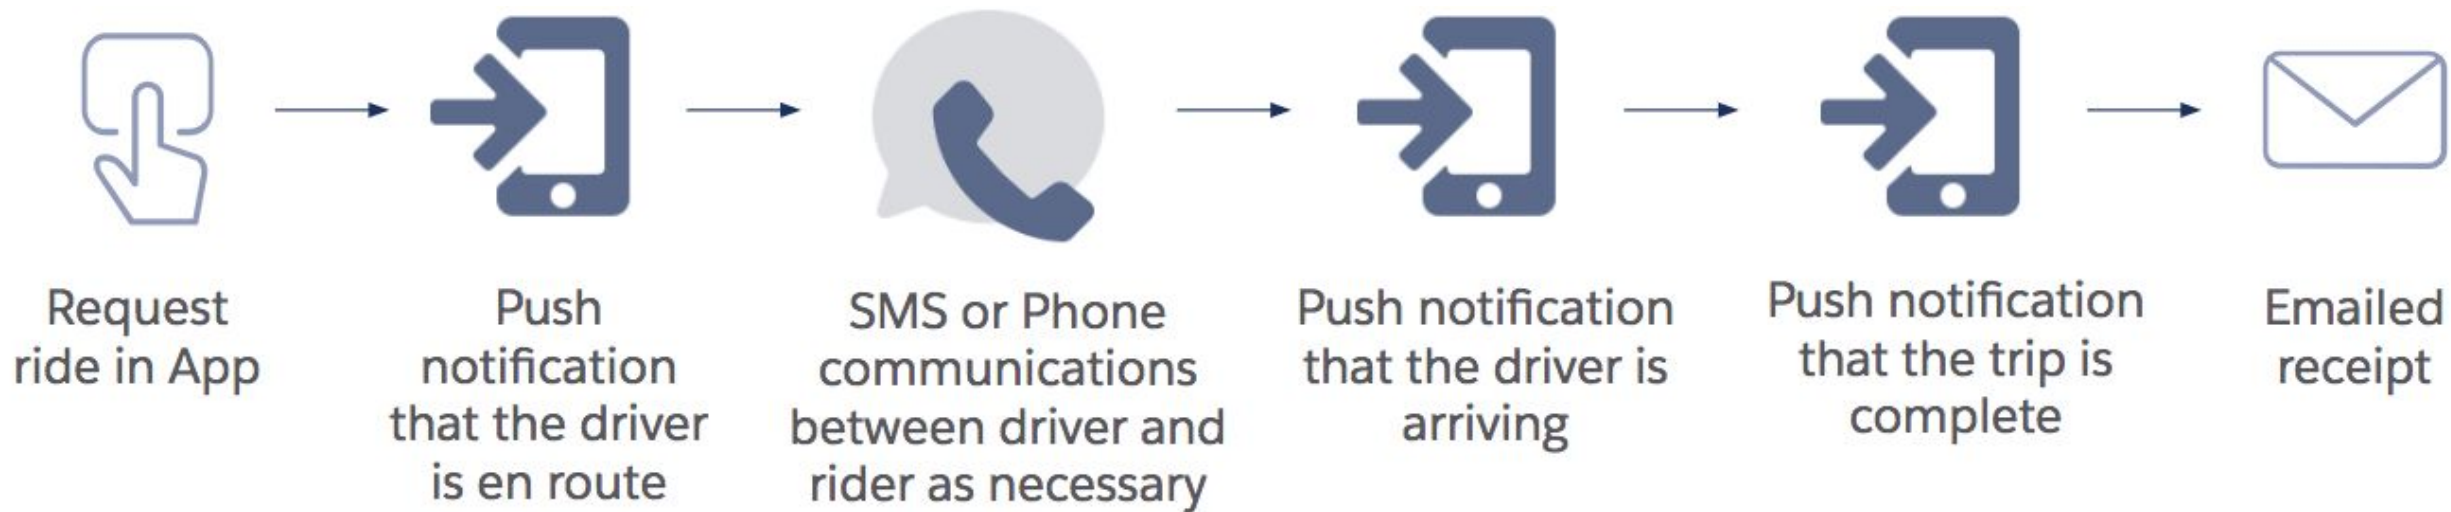 Request
ride in App
Push
notification
that the driver
is en route
SMS or Phone
communications
between driver and
rider as necessary
Push notification
that the driver is
arriving
Push notification
that the trip is
complete
Emailed
receipt